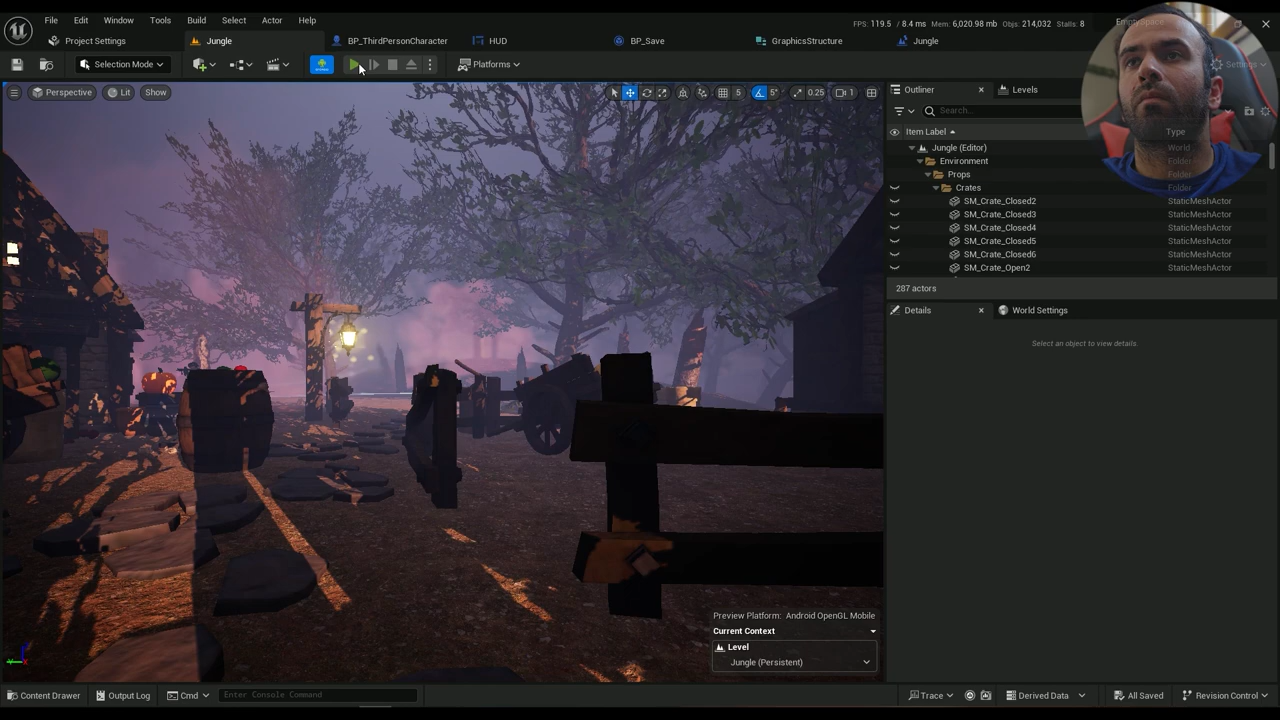 File Edit Window Tools Build Select Actor Help
FPS: 119.5 / 8.4 ms Mem: 6,020.98 mb Objs: 214,032 Stalls: 8
EmptySpace
Project Settings Jungle BP_ThirdPersonCharacter HUD BP_Save GraphicsStructure Jungle
Selection Mode Platforms Settings
Perspective Lit Show 5 5° 0.25 1
Outliner Levels
Search...
Item Label Type
Jungle (Editor) World
Environment Folder
Props Folder
Crates Folder
SM_Crate_Closed2 StaticMeshActor
SM_Crate_Closed3 StaticMeshActor
SM_Crate_Closed4 StaticMeshActor
SM_Crate_Closed5 StaticMeshActor
SM_Crate_Closed6 StaticMeshActor
SM_Crate_Open2 StaticMeshActor
287 actors
Details World Settings
Select an object to view details.
Preview Platform: Android OpenGL Mobile
Current Context
Level
Jungle (Persistent)
Content Drawer Output Log Cmd Enter Console Command Trace Derived Data All Saved Revision Control